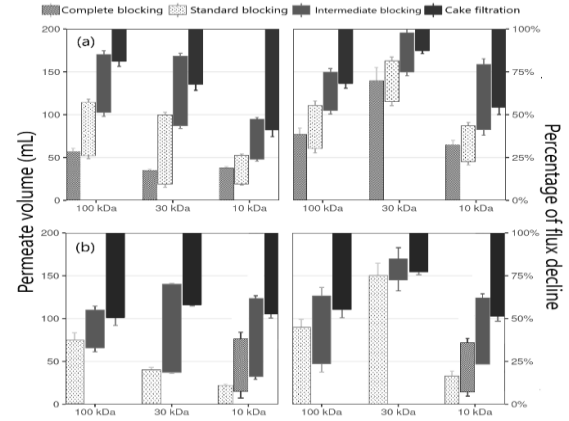 Complete blocking Standard blocking Intermediate blocking Cake filtration
200 (a) 100%
150 75%
100 50%
50 25%
0 0%
100 kDa 30 kDa 10 kDa 100 kDa 30 kDa 10 kDa
Permeate volume (mL)
Percentage of flux decline
200 (b) 100%
150 75%
100 50%
50 25%
0 0%
100 kDa 30 kDa 10 kDa 100 kDa 30 kDa 10 kDa